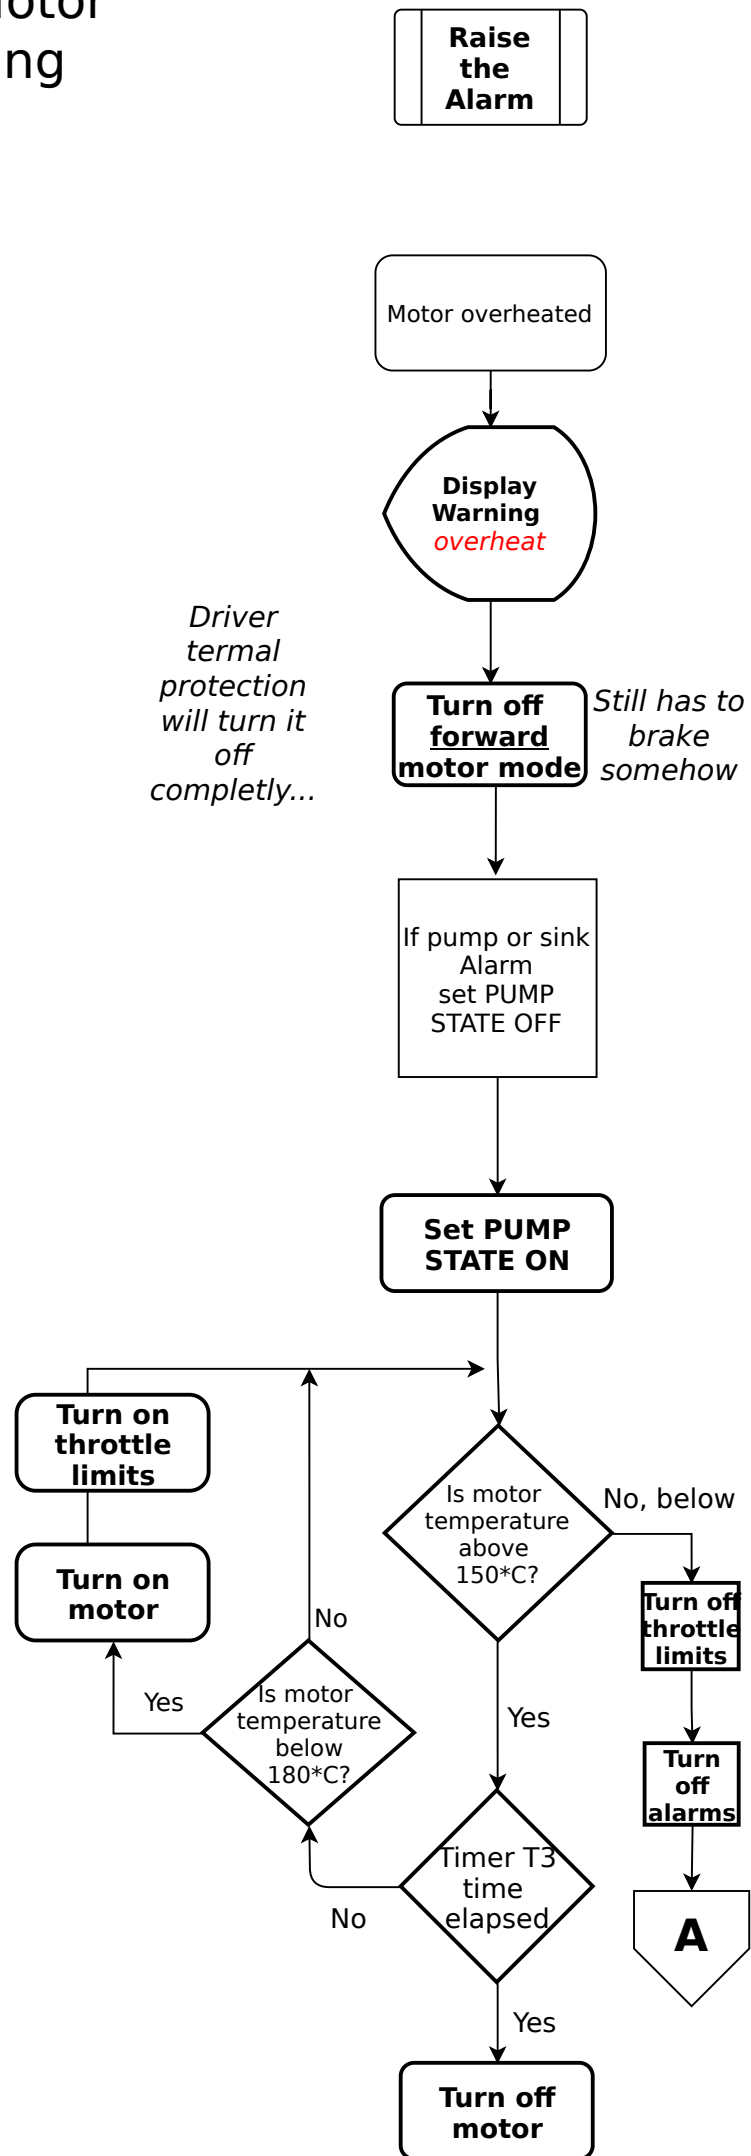 ng
Raise
the
Alarm
Motor overheated
Display
Warning
overheat
Driver
termal
protection
will turn it
off
completly...
Turn off
forward
motor mode
Still has to
brake
somehow
If pump or sink
Alarm
set PUMP
STATE OFF
Set PUMP
STATE ON
Turn on
throttle
limits
Turn on
motor
Is motor
temperature
above
150*C?
No, below
Turn off
throttle
limits
No
Yes
Is motor
temperature
below
180*C?
Yes
Turn
off
alarms
Timer T3
time
elapsed
No
A
Yes
Turn off
motor